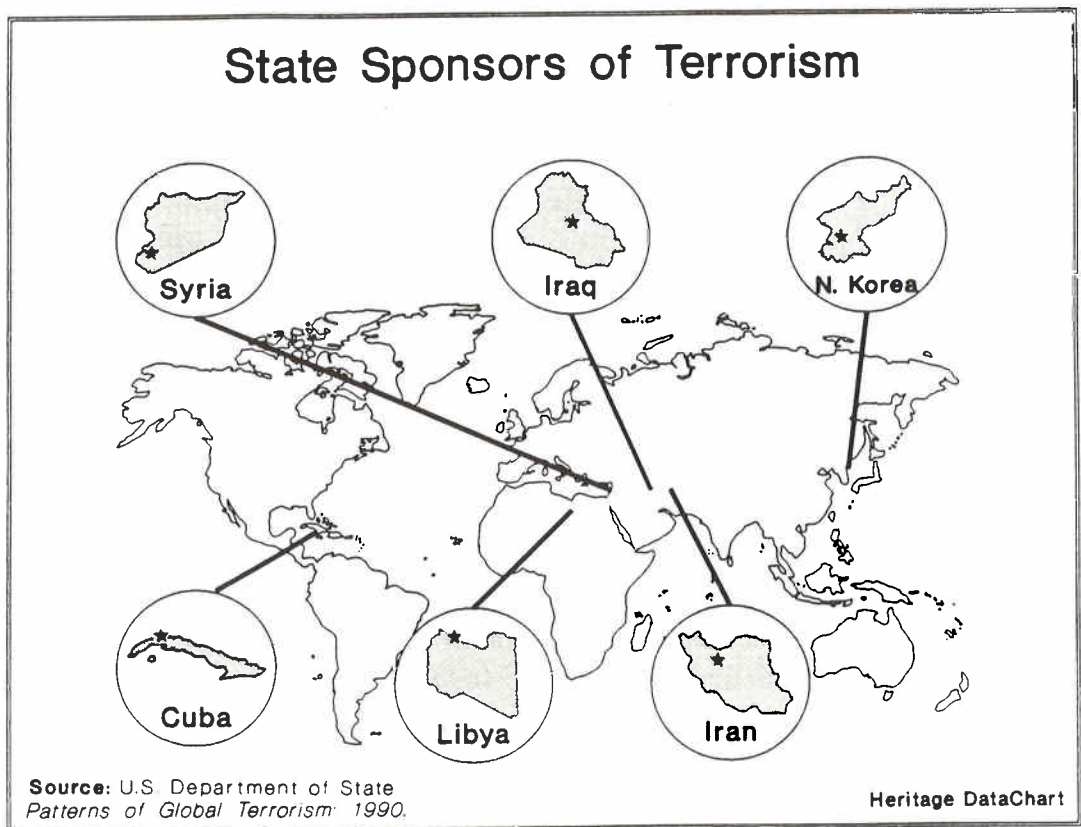 State Sponsors of Terrorism
Syria
Iraq
N. Korea
Cuba
Libya
Iran
Source: U.S. Department of State
Patterns of Global Terrorism: 1990.
Heritage DataChart